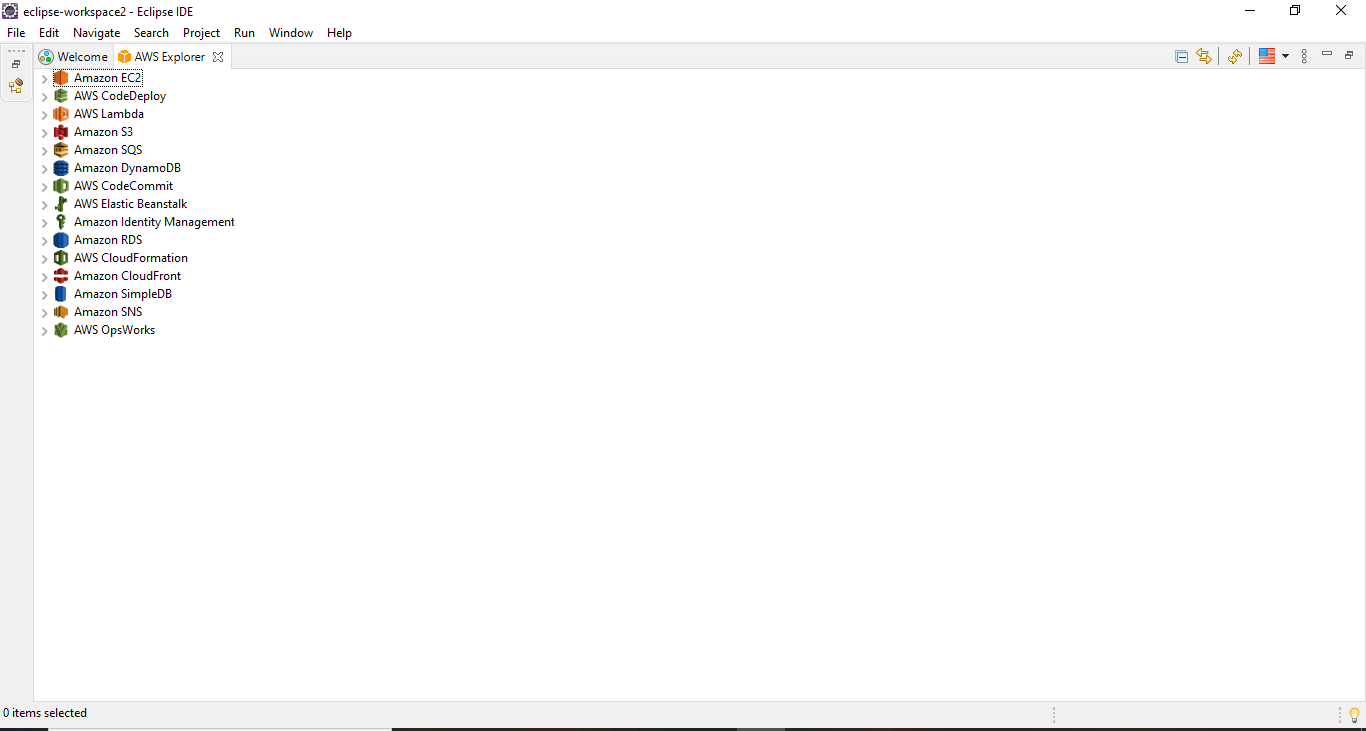 eclipse-workspace2 - Eclipse IDE
File Edit Navigate Search Project Run Window Help
Welcome AWS Explorer
Amazon EC2
AWS CodeDeploy
AWS Lambda
Amazon S3
Amazon SQS
Amazon DynamoDB
AWS CodeCommit
AWS Elastic Beanstalk
Amazon Identity Management
Amazon RDS
AWS CloudFormation
Amazon CloudFront
Amazon SimpleDB
Amazon SNS
AWS OpsWorks
0 items selected